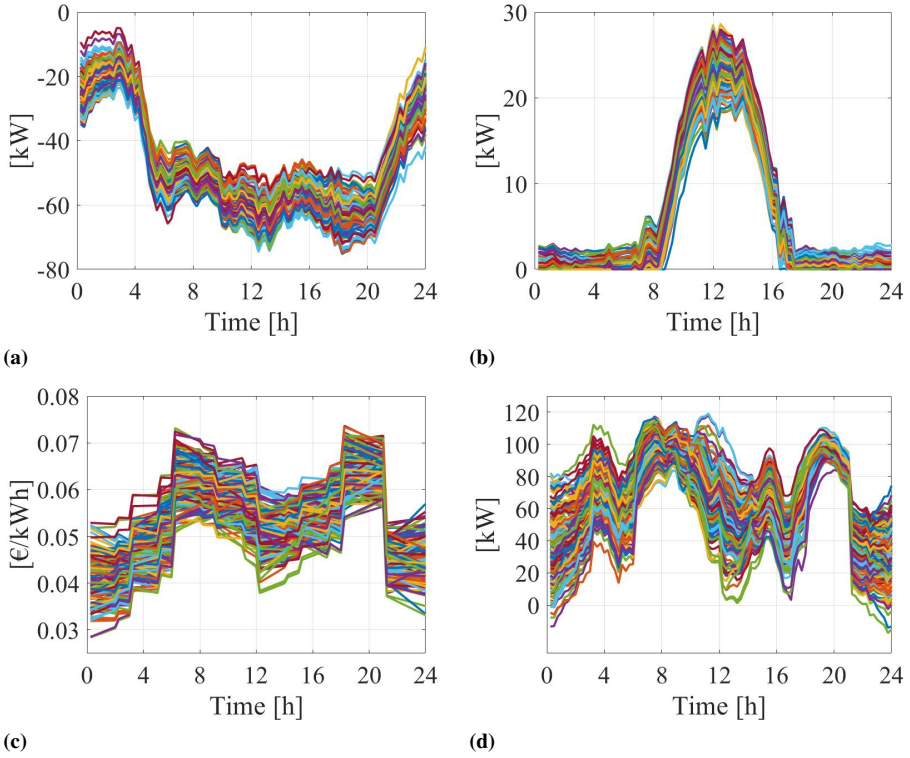 0
-20
-40
-60
-80
[kW]
0 4 8 12 16 20 24
Time [h]
(a)
30
20
10
0
[kW]
0 4 8 12 16 20 24
Time [h]
(b)
0.08
0.07
0.06
0.05
0.04
0.03
[€/kWh]
0 4 8 12 16 20 24
Time [h]
(c)
120
100
80
60
40
20
0
[kW]
0 4 8 12 16 20 24
Time [h]
(d)